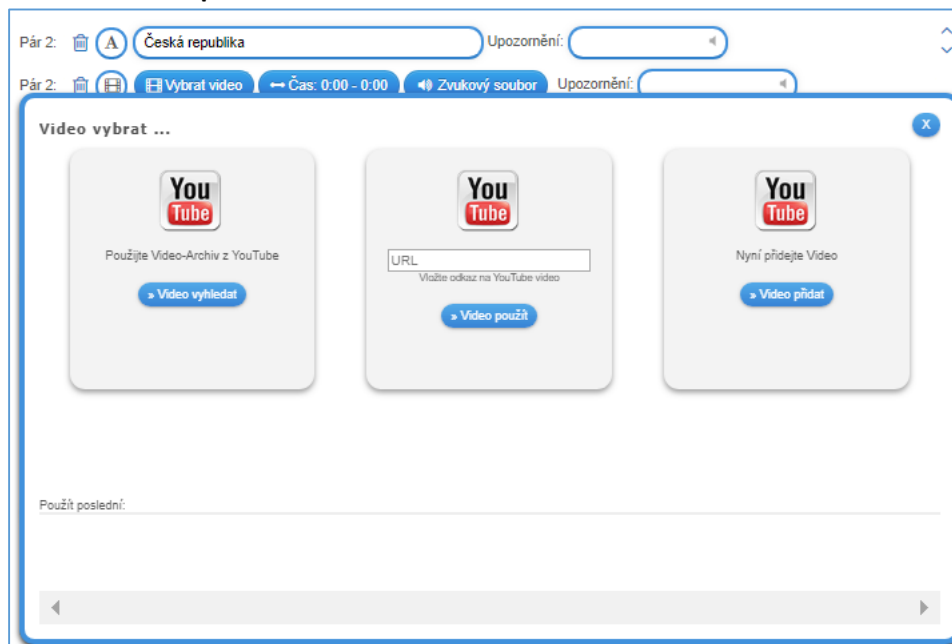 Pár 2: A Česká republika Upozornění:
Pár 2: Vybrat video Čas: 0:00 - 0:00 Zvukový soubor Upozornění:
Video vybrat ... X
You Tube You Tube You Tube
Použijte Video-Archiv z YouTube
» Video vyhledat
URL
Vložte odkaz na YouTube video
» Video použít
Nyní přidejte Video
» Video přidat
Použít poslední: